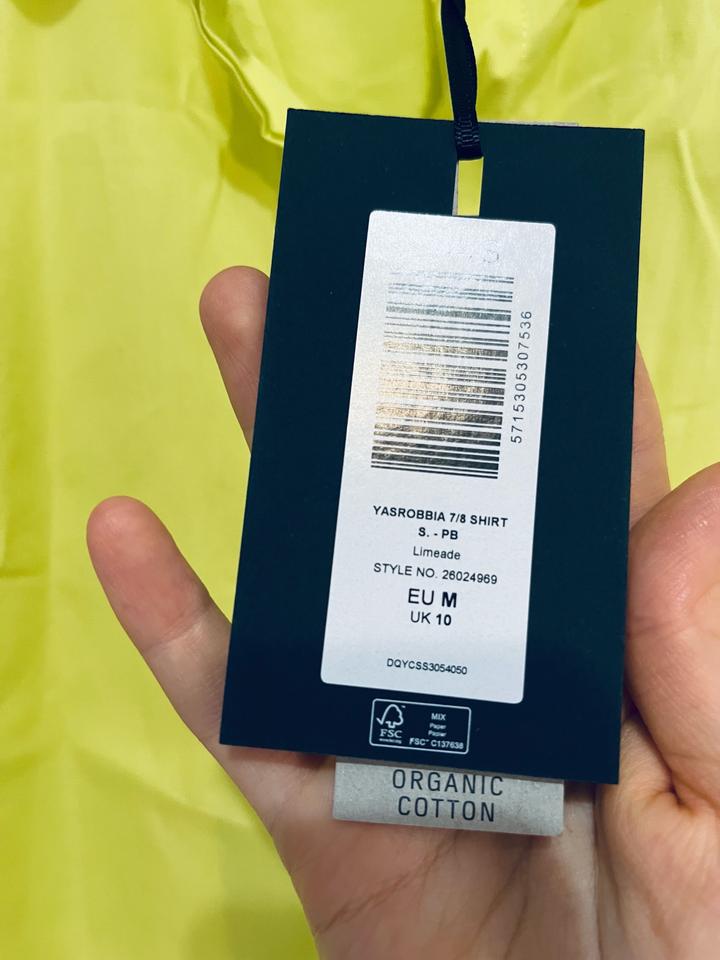 5715305307536
YASROBBIA 7/8 SHIRT
S. - PB
Limeade
STYLE NO. 26024969
EU M
UK 10
DQYCSS3054050
FSC
MIX
Paper
Papier
FSC™ C137638
ORGANIC
COTTON